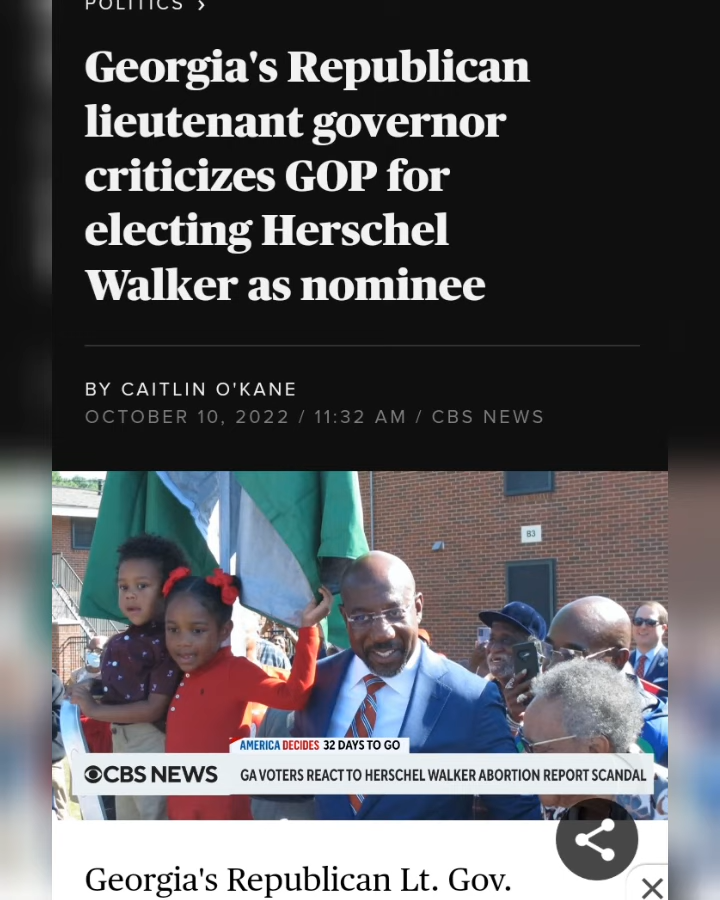 POLITICS >
Georgia's Republican
lieutenant governor
criticizes GOP for
electing Herschel
Walker as nominee
BY CAITLIN O'KANE
OCTOBER 10, 2022 / 11:32 AM / CBS NEWS
B3
AMERICA DECIDES 32 DAYS TO GO
CBS NEWS GA VOTERS REACT TO HERSCHEL WALKER ABORTION REPORT SCANDAL
Georgia's Republican Lt. Gov.